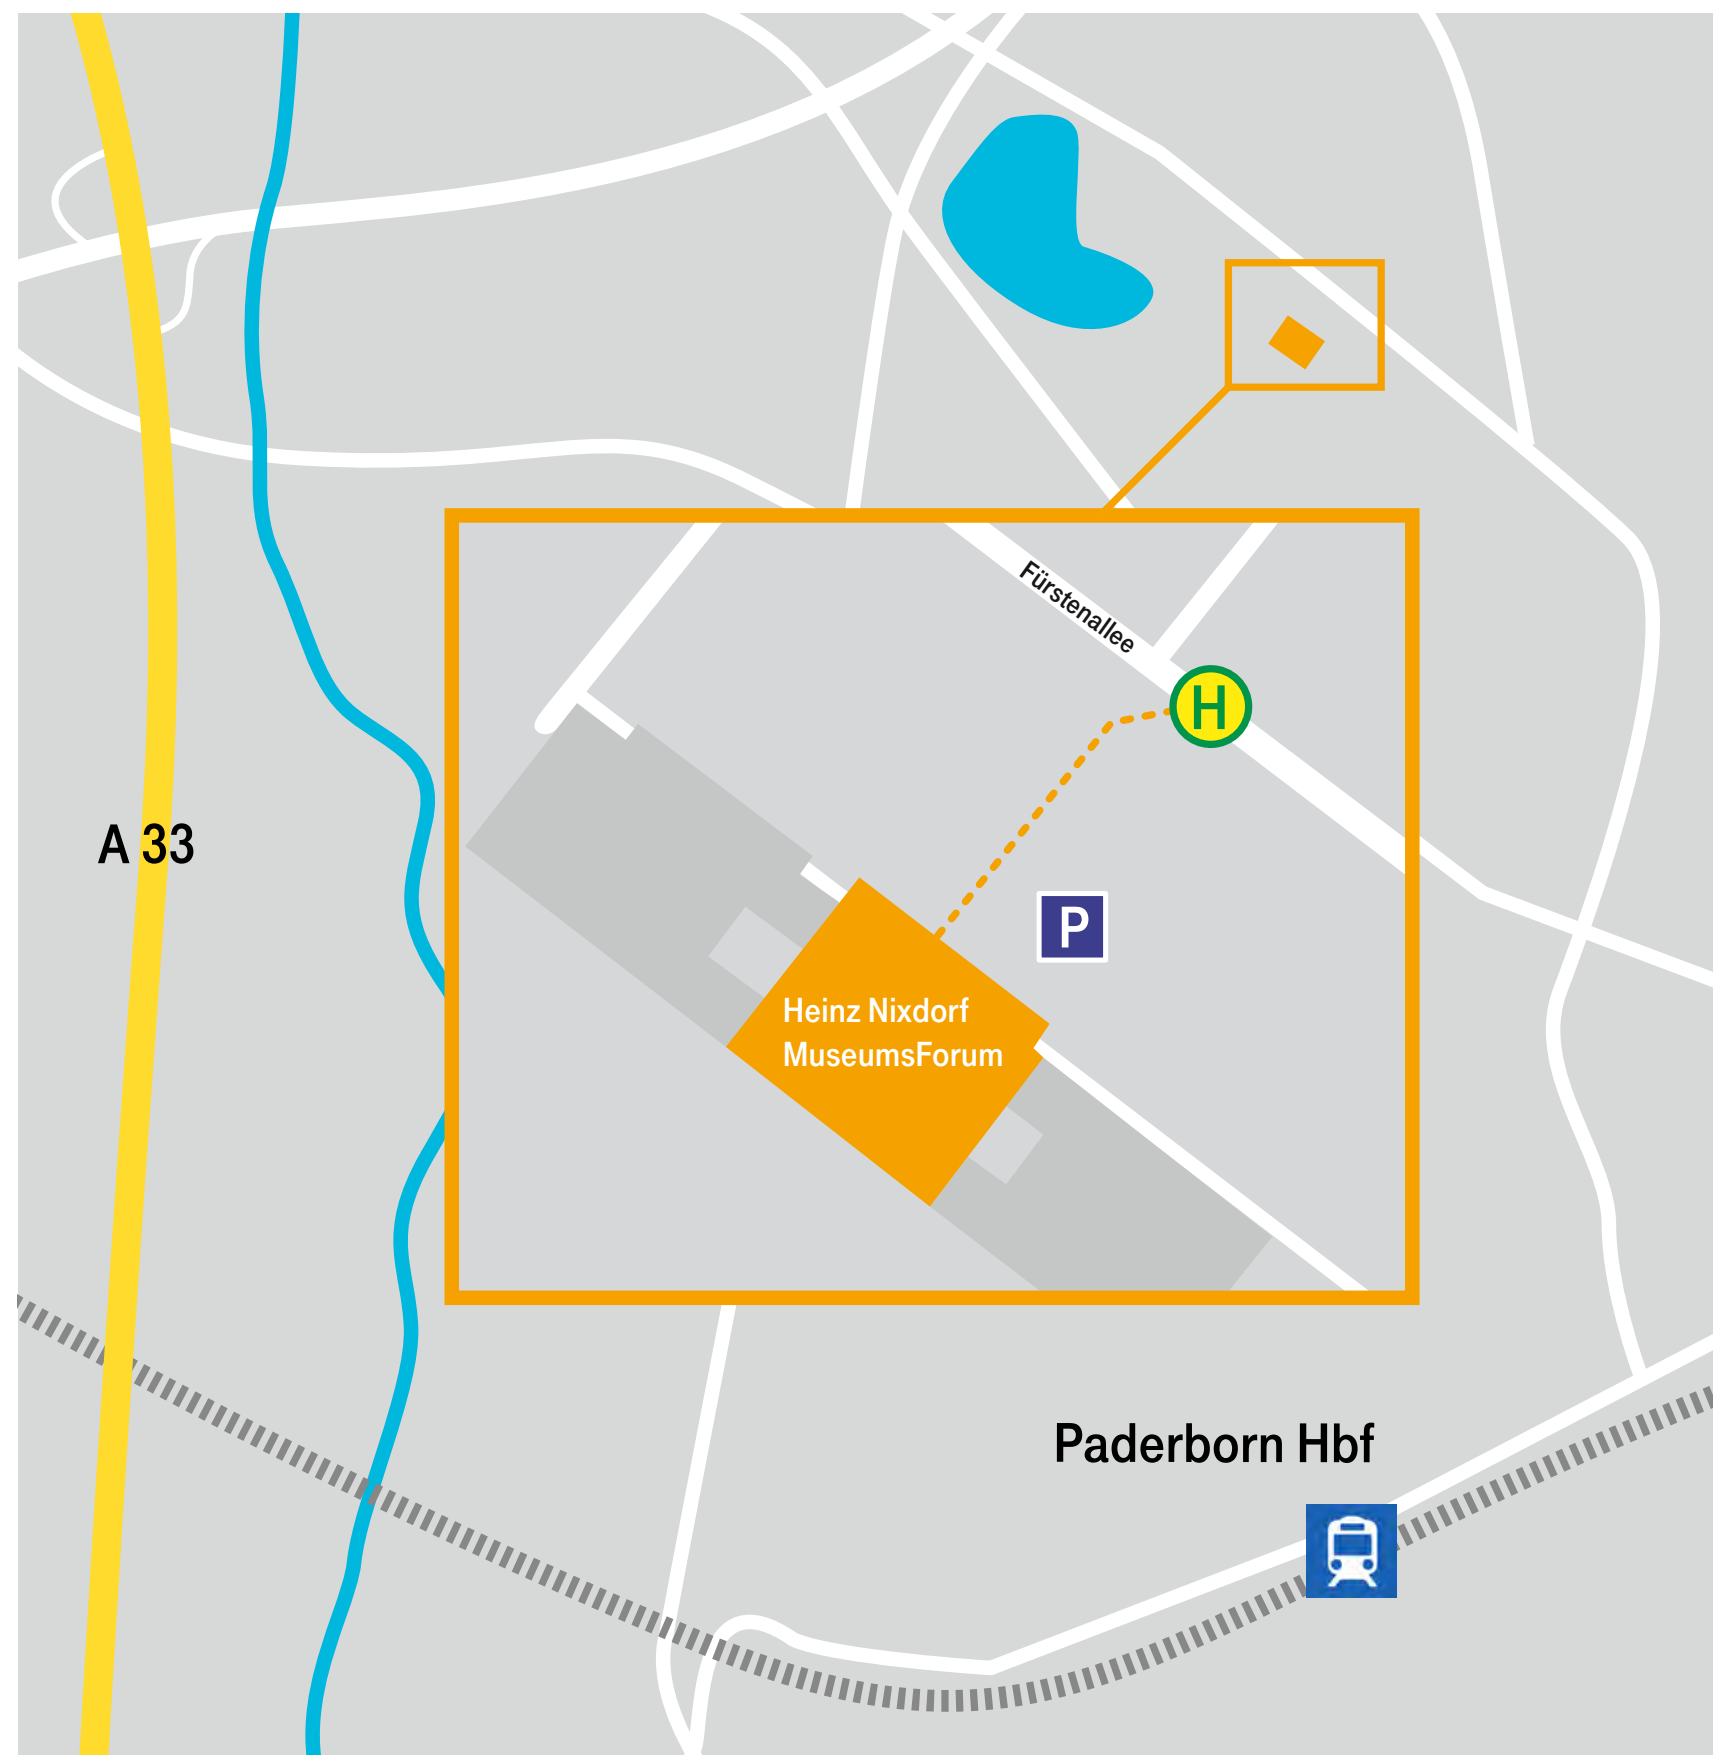 Fürstenallee
H
A 33
P
Heinz Nixdorf
MuseumsForum
Paderborn Hbf